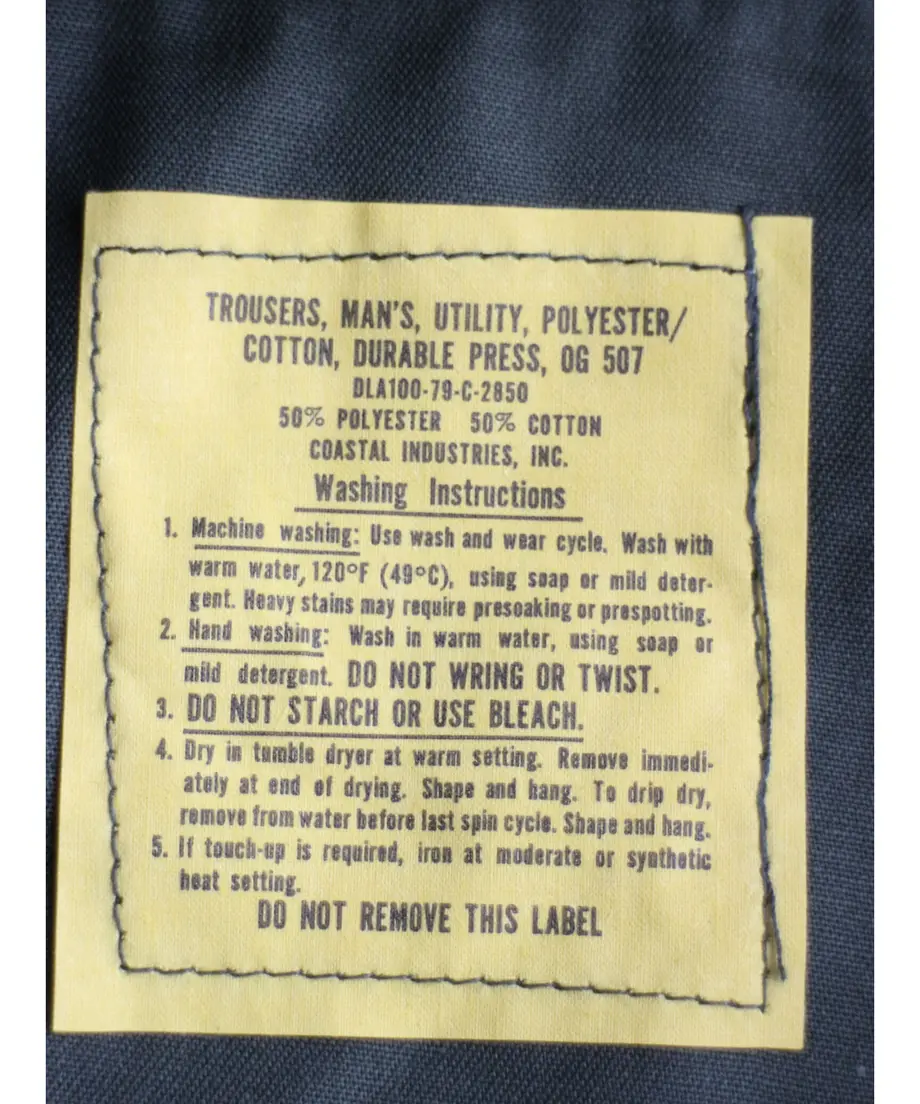 TROUSERS, MAN'S, UTILITY, POLYESTER/
COTTON, DURABLE PRESS, OG 507
DLA100-79-C-2850
50% POLYESTER 50% COTTON
COASTAL INDUSTRIES, INC.
Washing Instructions
1. Machine washing: Use wash and wear cycle. Wash with
warm water, 120°F (49°C), using soap or mild deter-
gent. Heavy stains may require presoaking or prespotting.
2. Hand washing: Wash in warm water, using soap or
mild detergent. DO NOT WRING OR TWIST.
3. DO NOT STARCH OR USE BLEACH.
4. Dry in tumble dryer at warm setting. Remove immedi-
ately at end of drying. Shape and hang. To drip dry,
remove from water before last spin cycle. Shape and hang.
5. If touch-up is required, iron at moderate or synthetic
heat setting.
DO NOT REMOVE THIS LABEL